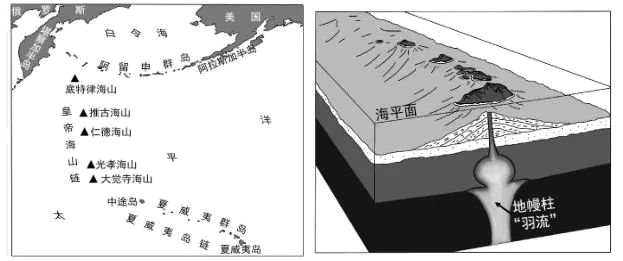 俄罗斯
美国
堪察加半岛
白令海
阿留申群岛
阿拉斯加半岛
底特律海山
皇帝海山链
推古海山
仁德海山
光孝海山
大觉寺海山
太平洋
中途岛
夏威夷群岛
夏威夷岛链
夏威夷岛
海平面
地幔柱
“羽流”